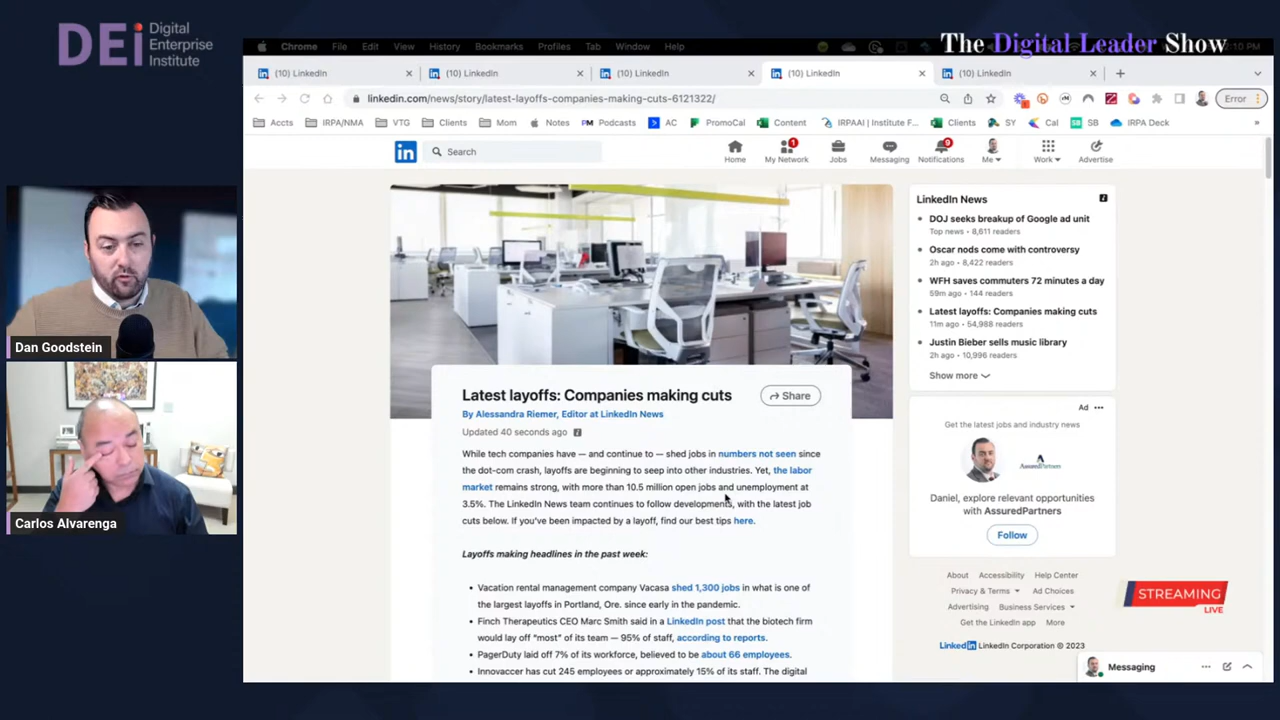 DEi Digital
Enterprise
Institute
The Digital Leader Show
Chrome File Edit View History Bookmarks Profiles Tab Window Help
(10) LinkedIn
(10) LinkedIn
(10) LinkedIn
(10) LinkedIn
(10) LinkedIn
linkedin.com/news/story/latest-layoffs-companies-making-cuts-6121322/
Error
Accts IRPA/NMA VTG Clients Mom Notes Podcasts AC PromoCal Content IRPAAI | Institute F... Clients SY Cal SB IRPA Deck
Search
Home
My Network
Jobs
Messaging
Notifications
Me
Work
Advertise
Latest layoffs: Companies making cuts
Share
By Alessandra Riemer, Editor at LinkedIn News
Updated 40 seconds ago
While tech companies have — and continue to — shed jobs in numbers not seen since
the dot-com crash, layoffs are beginning to seep into other industries. Yet, the labor
market remains strong, with more than 10.5 million open jobs and unemployment at
3.5%. The LinkedIn News team continues to follow developments, with the latest job
cuts below. If you've been impacted by a layoff, find our best tips here.
Layoffs making headlines in the past week:
• Vacation rental management company Vacasa shed 1,300 jobs in what is one of
the largest layoffs in Portland, Ore. since early in the pandemic.
• Finch Therapeutics CEO Marc Smith said in a LinkedIn post that the biotech firm
would lay off "most" of its team — 95% of staff, according to reports.
• PagerDuty laid off 7% of its workforce, believed to be about 66 employees.
• Innovaccer has cut 245 employees or approximately 15% of its staff. The digital
LinkedIn News
• DOJ seeks breakup of Google ad unit
Top news • 8,611 readers
• Oscar nods come with controversy
2h ago • 8,422 readers
• WFH saves commuters 72 minutes a day
59m ago • 144 readers
• Latest layoffs: Companies making cuts
11m ago • 54,988 readers
• Justin Bieber sells music library
2h ago • 10,996 readers
Show more
Ad •••
Get the latest jobs and industry news
AssuredPartners
Daniel, explore relevant opportunities
with AssuredPartners
Follow
About Accessibility Help Center
Privacy & Terms Ad Choices
Advertising Business Services
Get the LinkedIn app More
LinkedIn LinkedIn Corporation © 2023
Messaging
STREAMING
LIVE
Dan Goodstein
Carlos Alvarenga